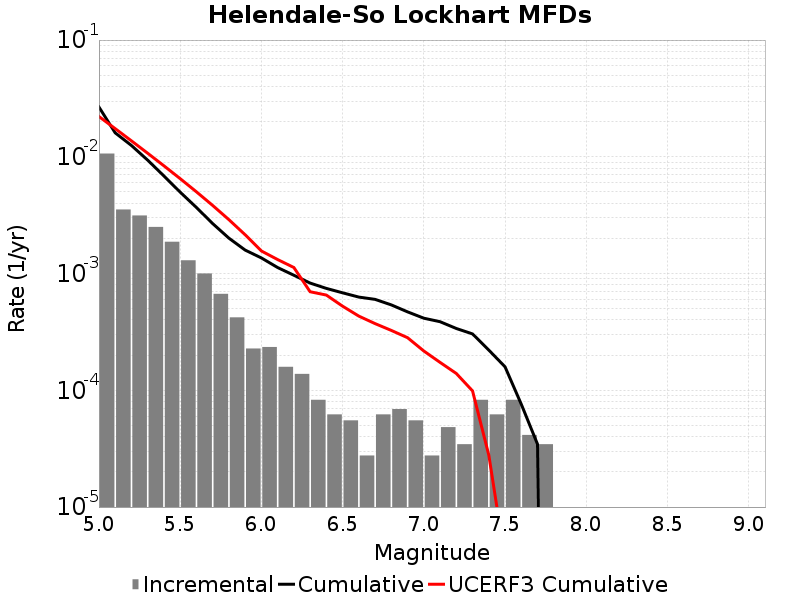 Helendale-So Lockhart MFDs
10-1
10-2
10-3
10-4
10-5
Rate (1/yr)
5.0 5.5 6.0 6.5 7.0 7.5 8.0 8.5 9.0
Magnitude
Incremental Cumulative UCERF3 Cumulative